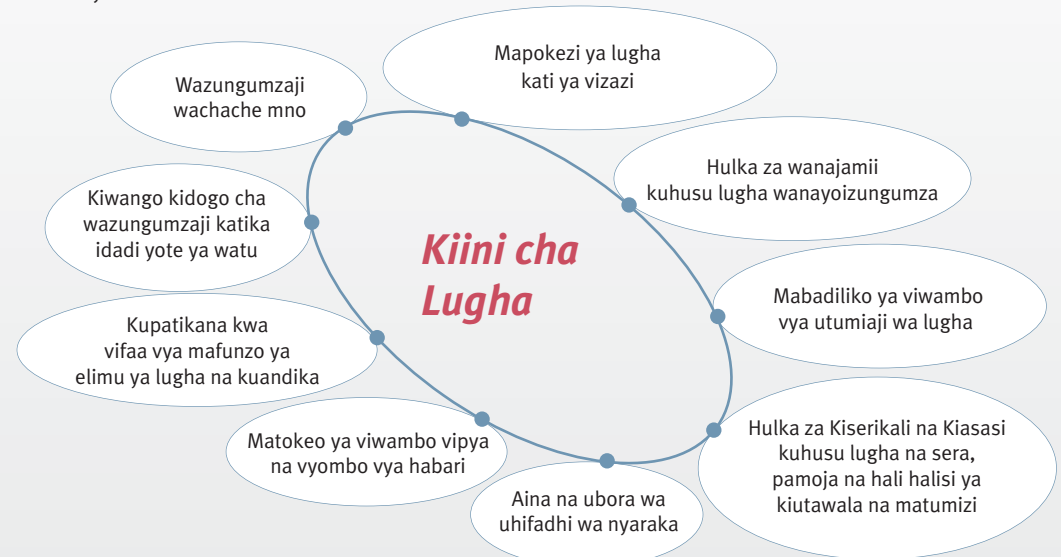 Mapokezi ya lugha
kati ya vizazi
Wazungumzaji
wachache mno
Hulka za wanajamii
kuhusu lugha wanayoizungumza
Kiwango kidogo cha
wazungumzaji katika
idadi yote ya watu
Kiini cha
Lugha
Mabadiliko ya viwambo
vya utumiaji wa lugha
Kupatikana kwa
vifaa vya mafunzo ya
elimu ya lugha na kuandika
Hulka za Kiserikali na Kiasasi
kuhusu lugha na sera,
pamoja na hali halisi ya
kiutawala na matumizi
Matokeo ya viwambo vipya
na vyombo vya habari
Aina na ubora wa
uhifadhi wa nyaraka